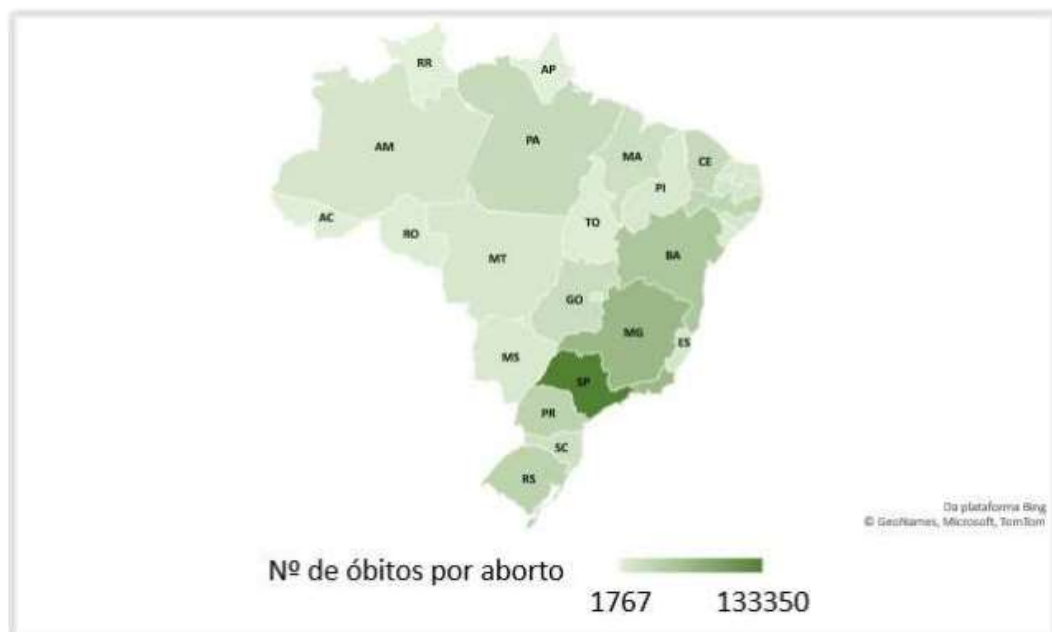 RR
AP
AM
PA
MA
CE
PI
AC
TO
RO
BA
MT
GO
MG
ES
MS
SP
PR
SC
RS
Da plataforma Bing
© GeoNames, Microsoft, TomTom
Nº de óbitos por aborto
1767 133350